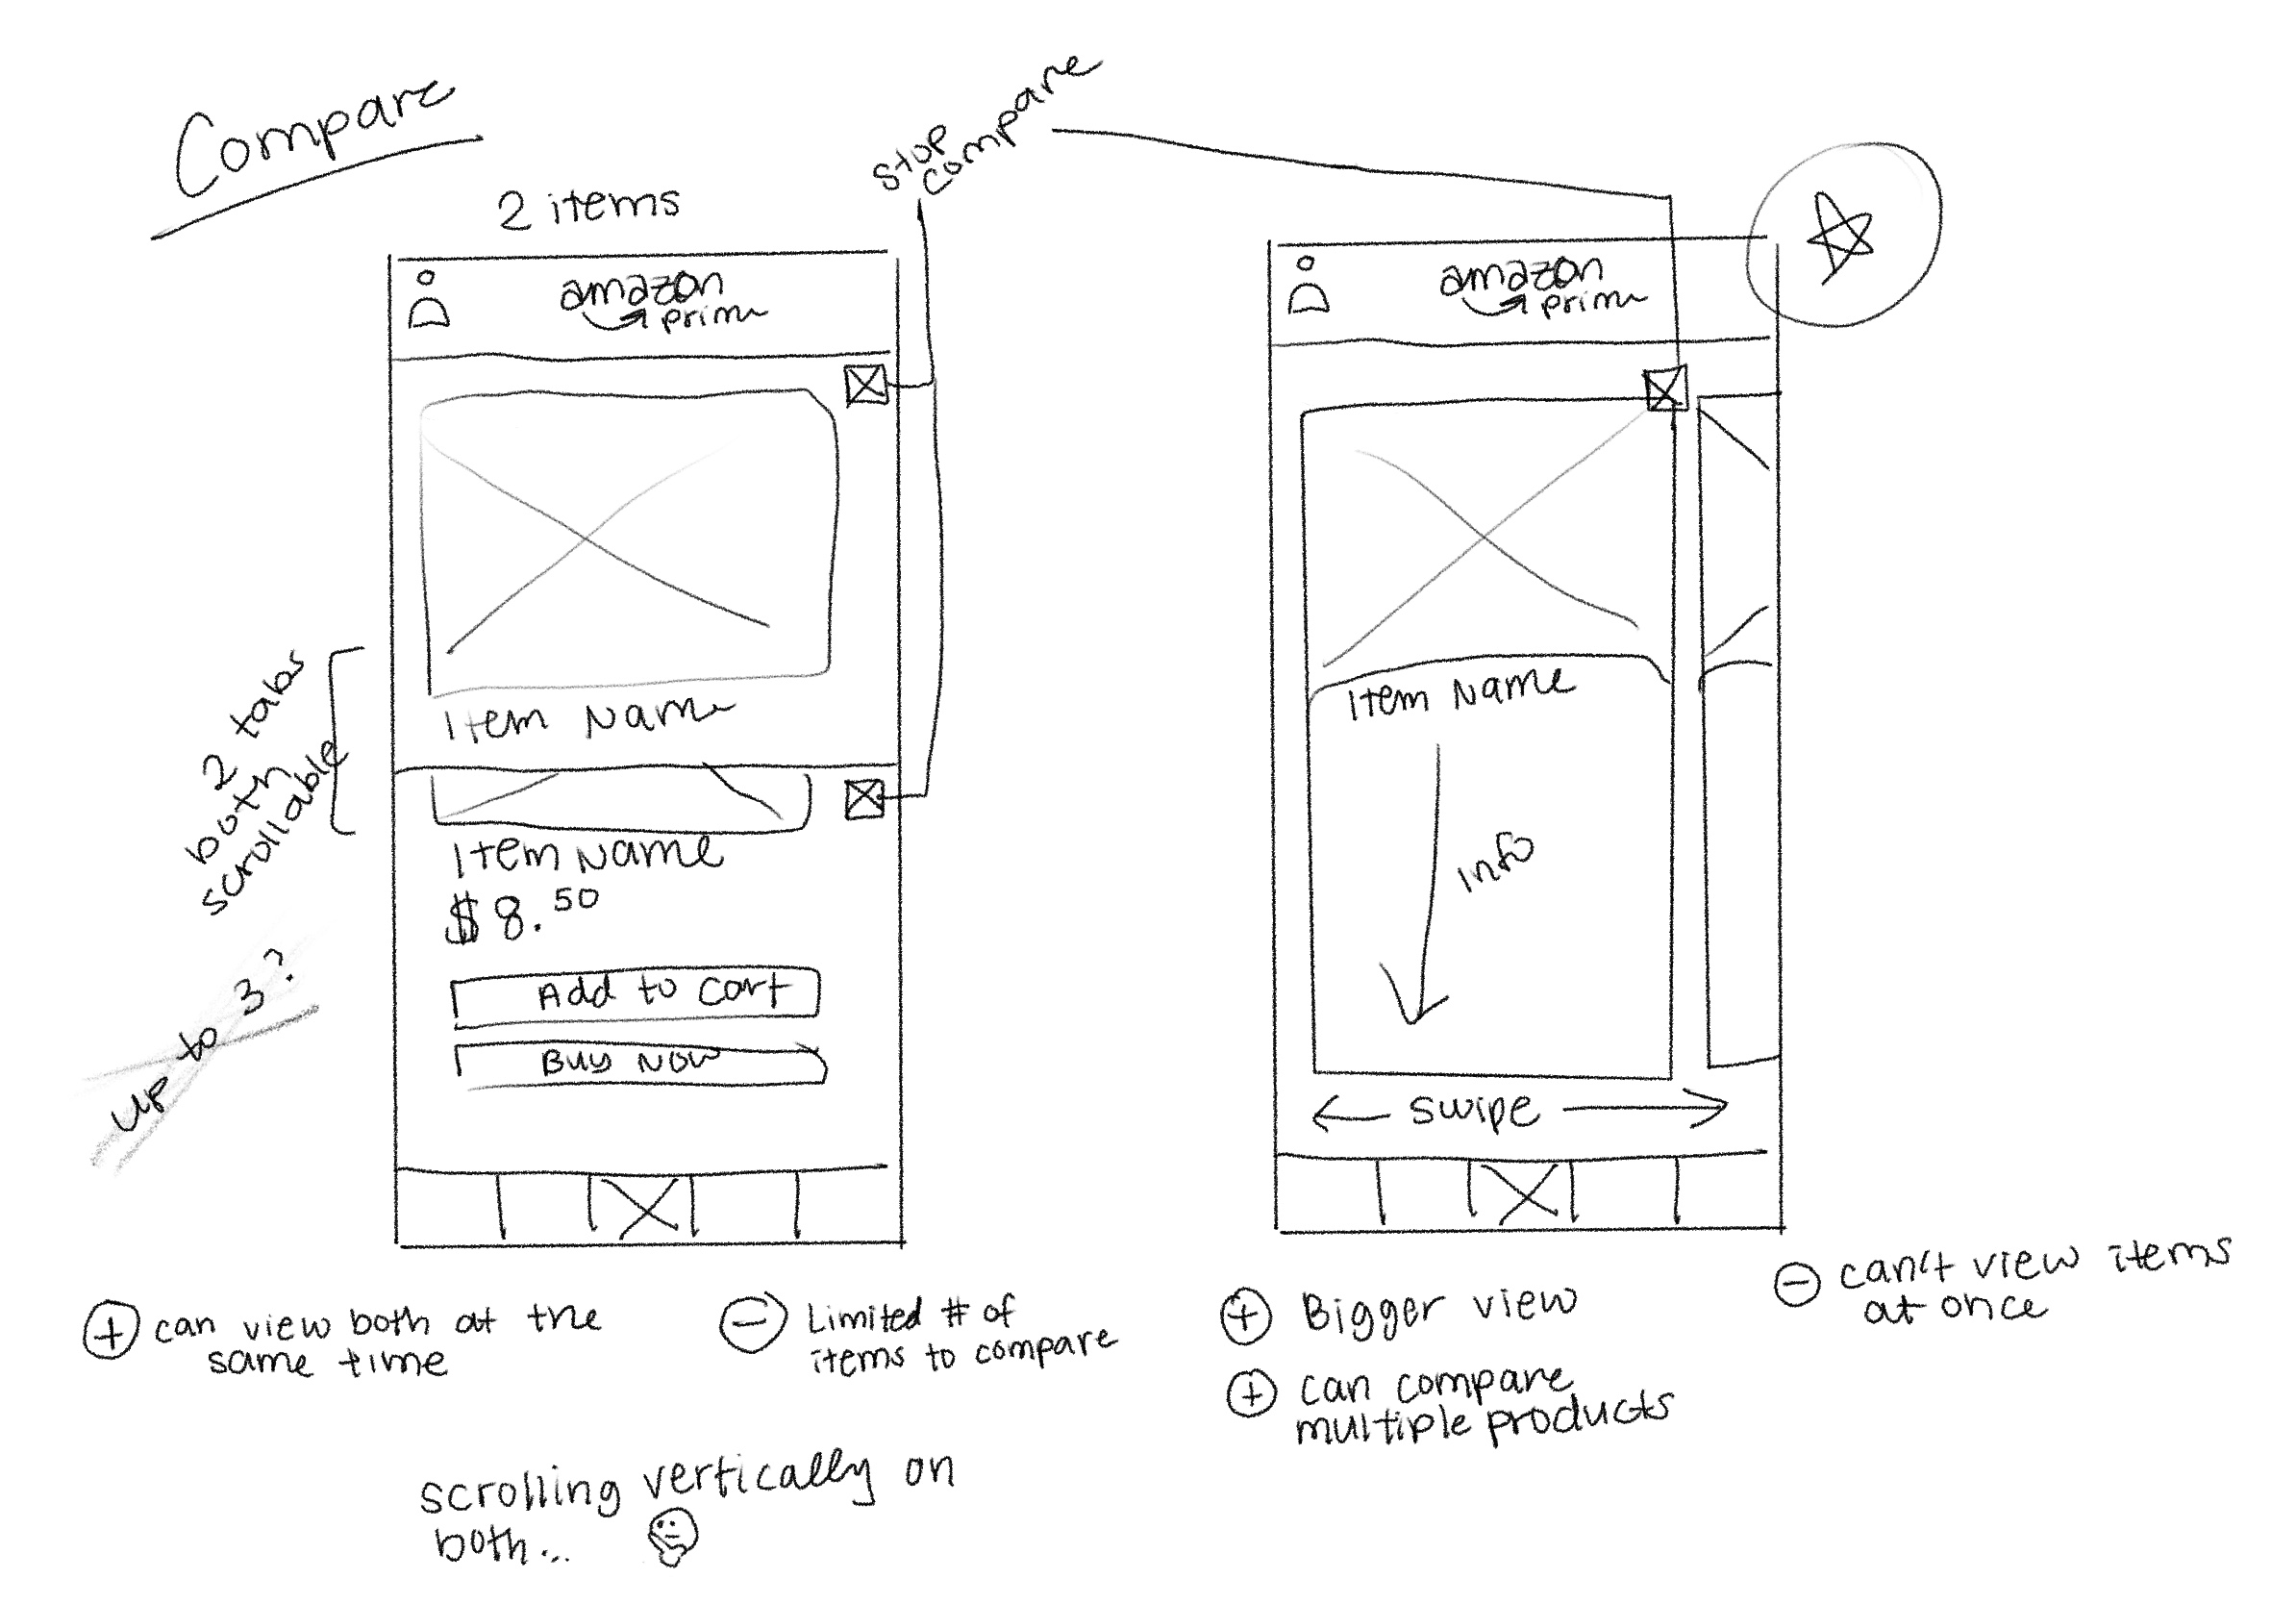 Compare
2 items
stop
compare
amazon
prime
Item Name
2 tabs
both
scrollable
Item Name
$8.50
Add to cart
Buy Now
up to 3?
amazon
prime
Item Name
Info
swipe
+ can view both at the
same time
- Limited # of
items to compare
scrolling vertically on
both...
+ Bigger view
+ can compare
multiple products
- can't view items
at once